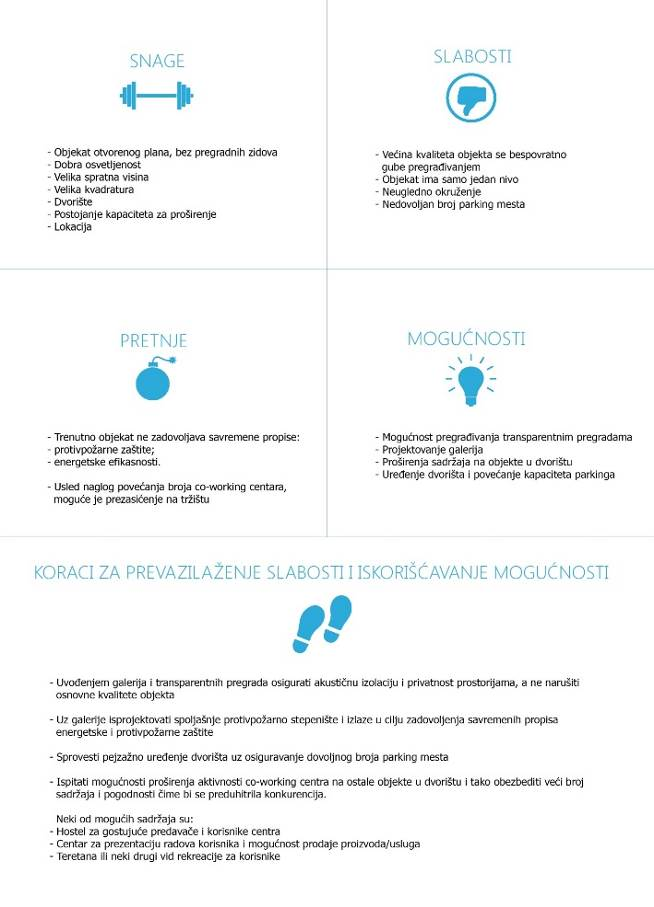 SNAGE
- Objekat otvorenog plana, bez pregradnih zidova
- Dobra osvetljenost
- Velika spratna visina
- Velika kvadratura
- Dvorište
- Postojanje kapaciteta za proširenje
- Lokacija
SLABOSTI
- Većina kvaliteta objekta se bespovratno
gube pregrađivanjem
- Objekat ima samo jedan nivo
- Neugledno okruženje
- Nedovoljan broj parking mesta
PRETNJE
- Trenutno objekat ne zadovoljava savremene propise:
- protivpožarne zaštite;
- energetske efikasnosti.
- Usled naglog povećanja broja co-working centara,
moguće je prezasićenje na tržištu
MOGUĆNOSTI
- Mogućnost pregrađivanja transparentnim pregradama
- Projektovanje galerija
- Proširenja sadržaja na objekte u dvorištu
- Uređenje dvorišta i povećanje kapaciteta parkinga
KORACI ZA PREVAZILAŽENJE SLABOSTI I ISKORIŠĆAVANJE MOGUĆNOSTI
- Uvođenjem galerija i transparentnih pregrada osigurati akustičnu izolaciju i privatnost prostorijama, a ne narušiti
osnovne kvalitete objekta
- Uz galerije isprojektovati spoljašnje protivpožarno stepenište i izlaze u cilju zadovoljenja savremenih propisa
energetske i protivpožarne zaštite
- Sprovesti pejzažno uređenje dvorišta uz osiguravanje dovoljnog broja parking mesta
- Ispitati mogućnosti proširenja aktivnosti co-working centra na ostale objekte u dvorištu i tako obezbediti veći broj
sadržaja i pogodnosti čime bi se preduhitrila konkurencija.
Neki od mogućih sadržaja su:
- Hostel za gostujuće predavače i korisnike centra
- Centar za prezentaciju radova korisnika i mogućnost prodaje proizvoda/usluga
- Teretana ili neki drugi vid rekreacije za korisnike